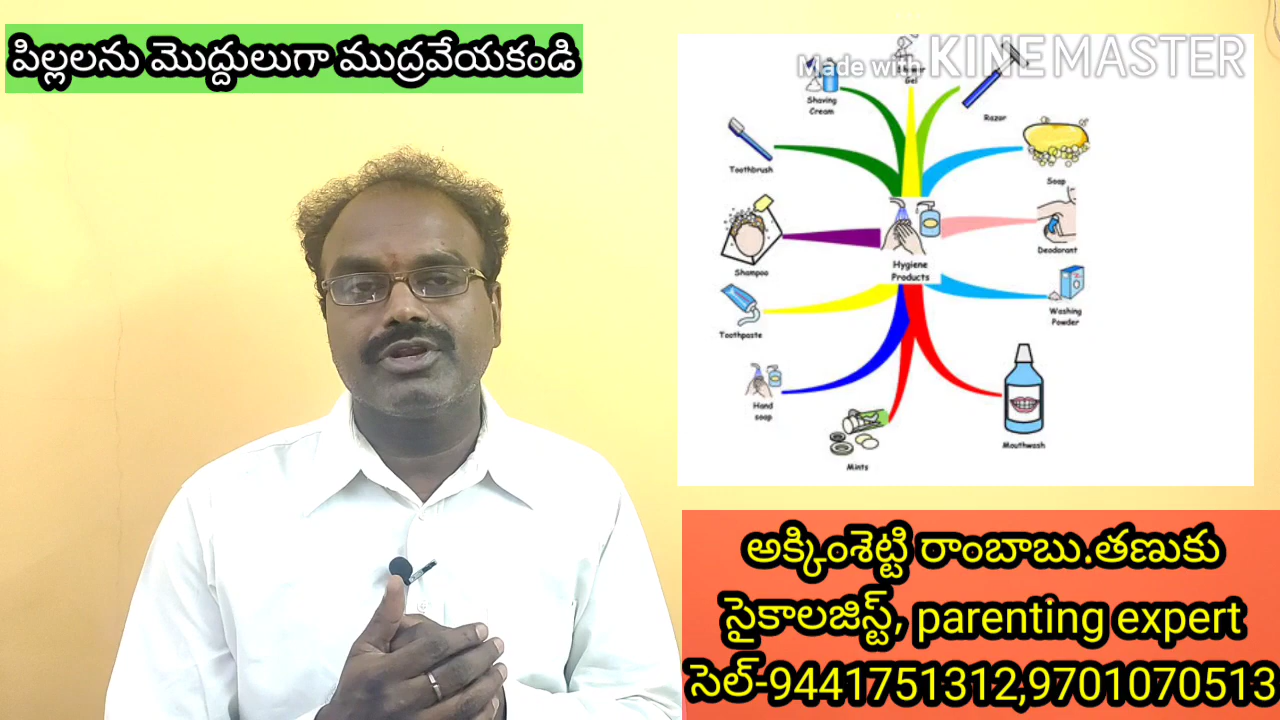 పిల్లలను మొద్దులుగా ముద్రవేయకండి
Made with KINEMASTER
Shaving
Cream
Gel
Razor
Toothbrush
Soap
Shampoo
Deodorant
Hygiene
Products
Toothpaste
Washing
Powder
Hand
soap
Mints
Mouthwash
అక్కింశెట్టి రాంబాబు.తణుకు
సైకాలజిస్ట్, parenting expert
సెల్-9441751312,9701070513